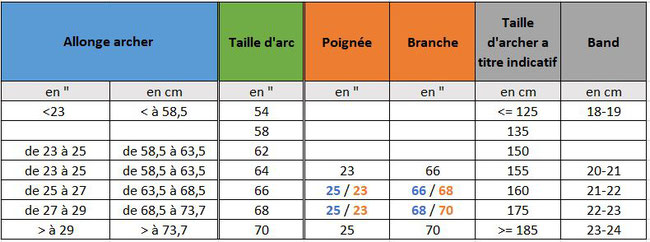 Allonge archer Taille d'arc Poignée Branche Taille d'archer a titre indicatif Band
en " en cm en " en " en " en cm en cm
<23 < à 58,5 54 <= 125 18-19
58 135
de 23 à 25 de 58,5 à 63,5 62 150
de 23 à 25 de 58,5 à 63,5 64 23 66 155 20-21
de 25 à 27 de 63,5 à 68,5 66 25 / 23 66 / 68 160 21-22
de 27 à 29 de 68,5 à 73,7 68 25 / 23 68 / 70 175 22-23
> à 29 > à 73,7 70 25 70 >= 185 23-24